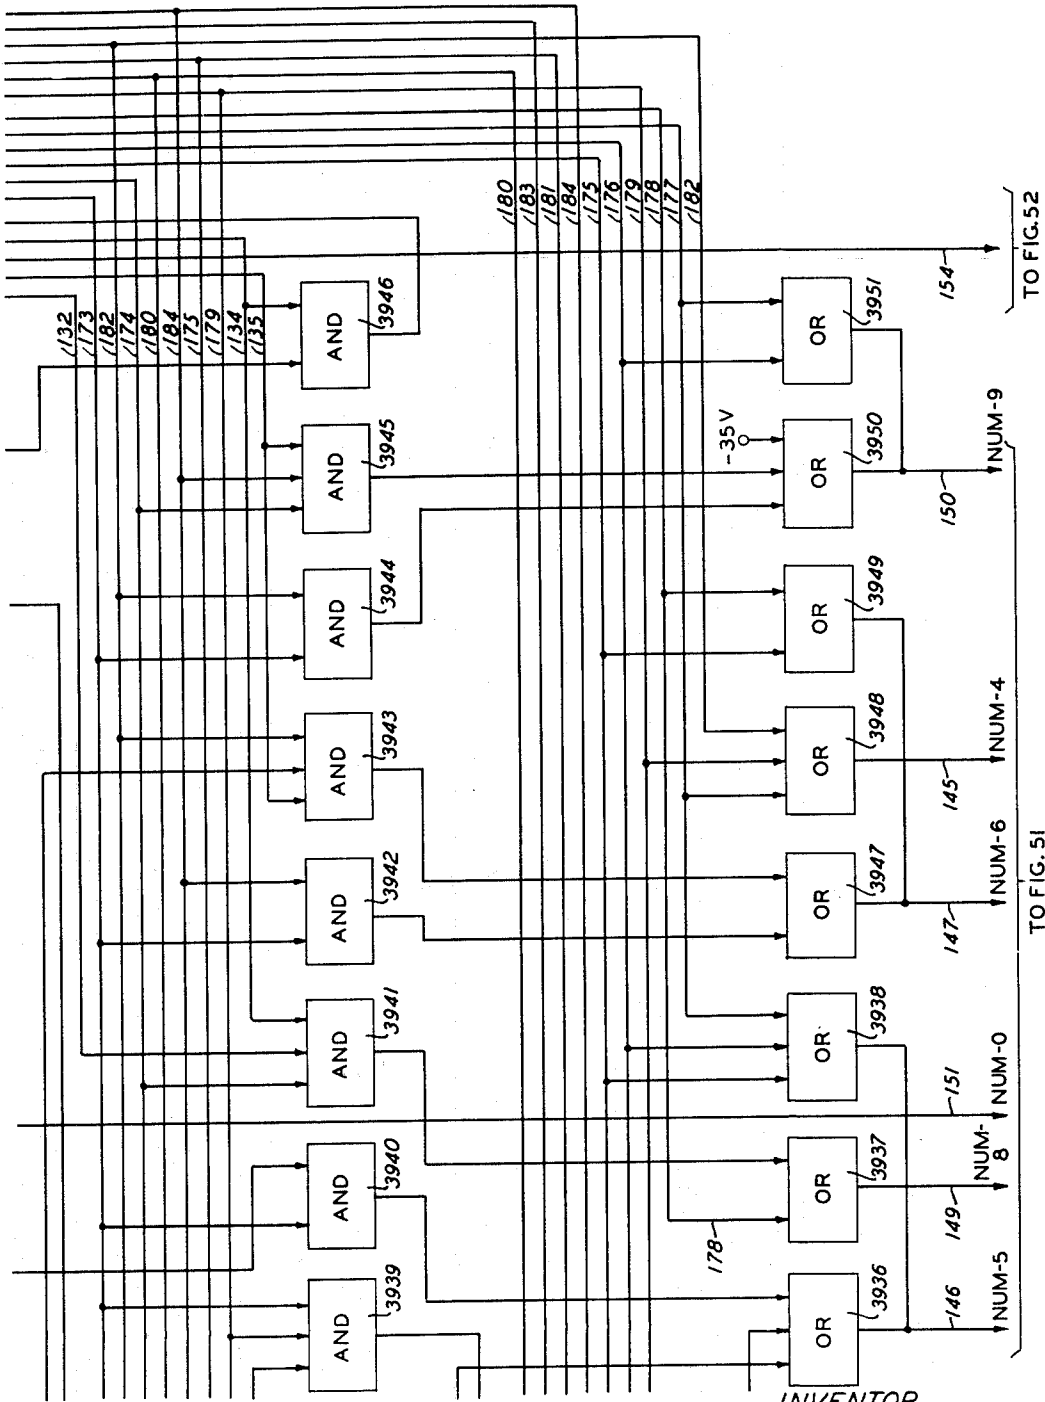 180
183
181
184
175
176
179
178
177
182
154
TO FIG. 52
132
173
182
174
180
184
175
179
134
135
AND
3946
OR
3951
AND
3945
-35V
OR
3950
150
NUM-9
AND
3944
OR
3949
AND
3943
OR
3948
145
NUM-4
AND
3942
OR
3947
147
NUM-6
TO FIG. 51
AND
3941
OR
3938
151
NUM-0
AND
3940
OR
3937
178
149
NUM-
8
AND
3939
OR
3936
146
NUM-5
INVENTOR